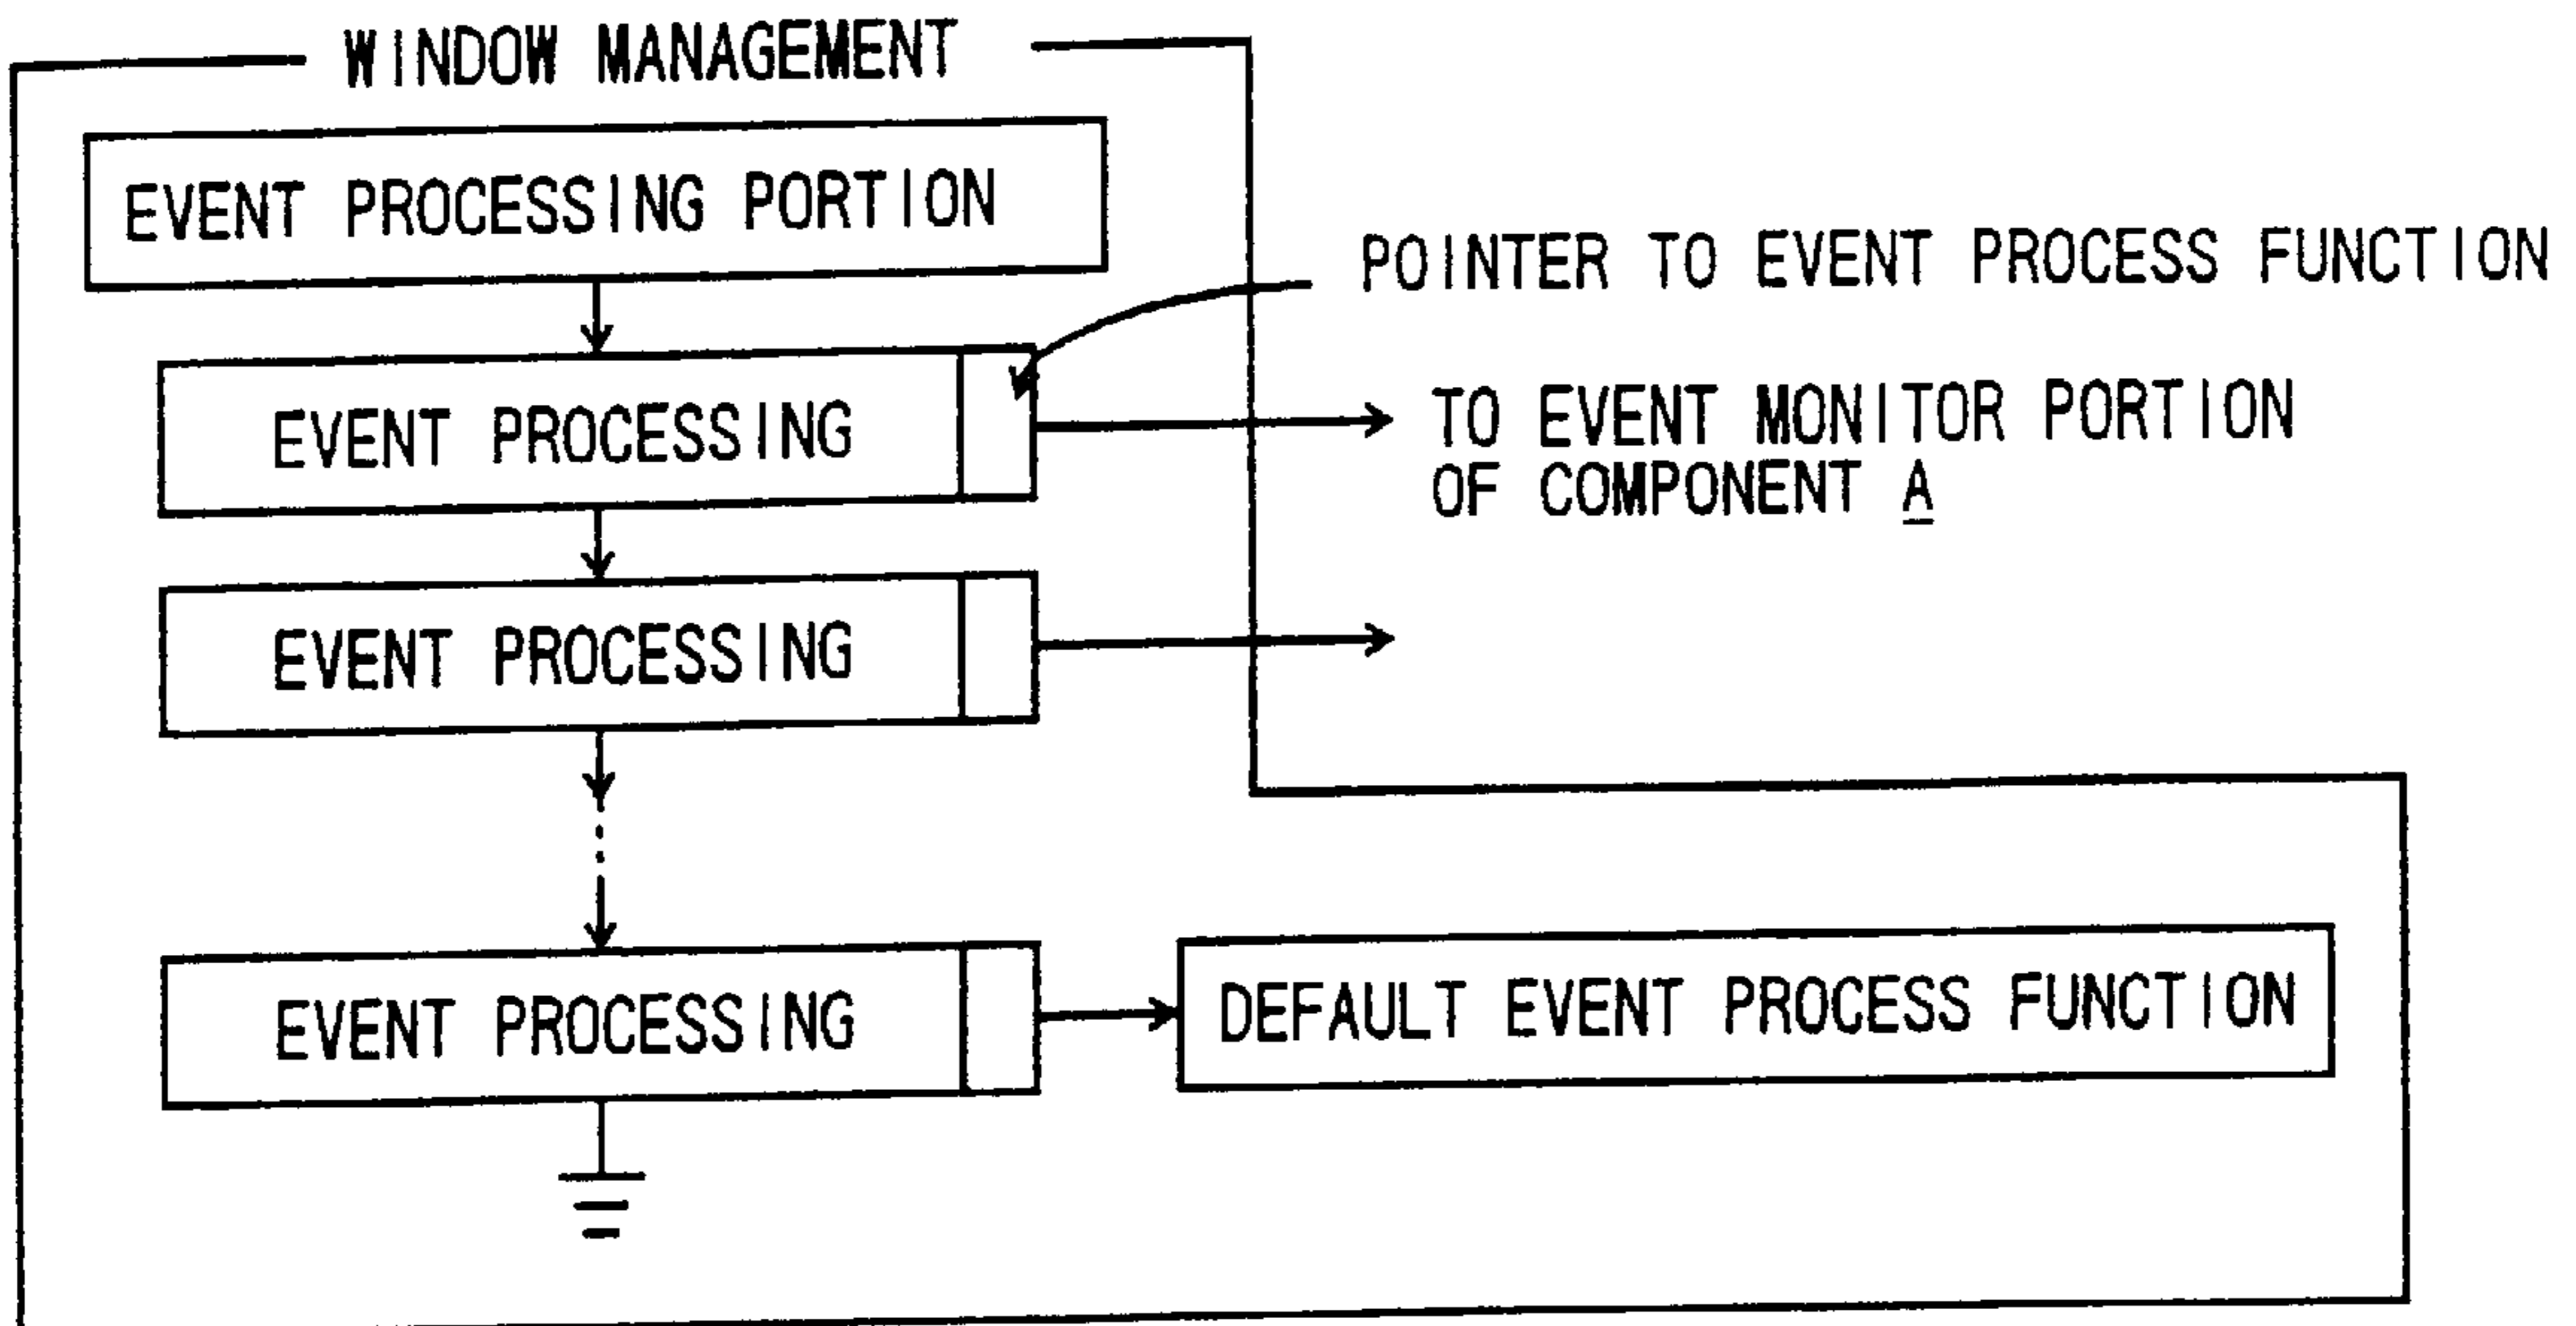 WINDOW MANAGEMENT
EVENT PROCESSING PORTION
POINTER TO EVENT PROCESS FUNCTION
EVENT PROCESSING
TO EVENT MONITOR PORTION
OF COMPONENT A
EVENT PROCESSING
EVENT PROCESSING
DEFAULT EVENT PROCESS FUNCTION